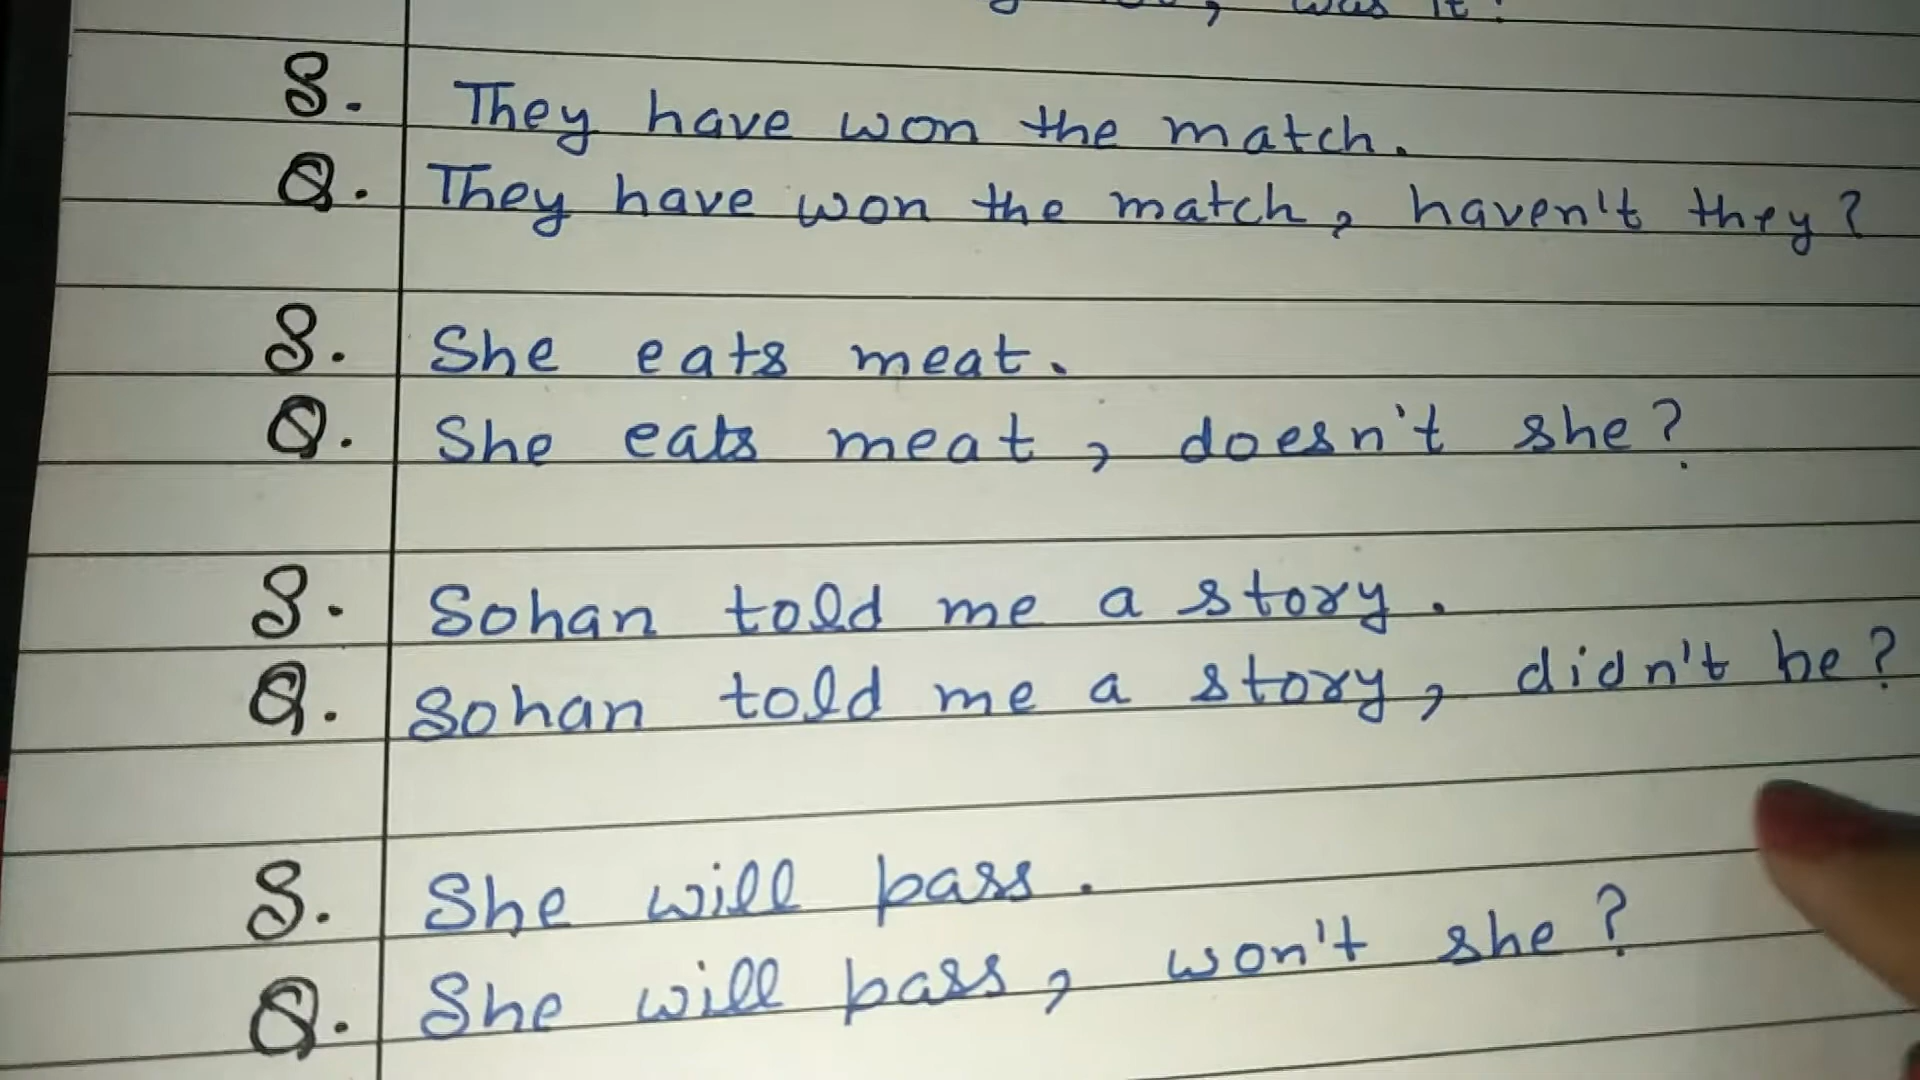 , was it?
S. They have won the match.
Q. They have won the match, haven't they?
S. She eats meat.
Q. She eats meat, doesn't she?
S. Sohan told me a story.
Q. Sohan told me a story, didn't he?
S. She will pass.
Q. She will pass, won't she?